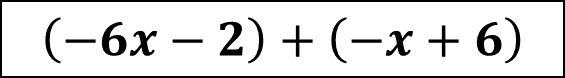 (−6x − 2) + (−x + 6)